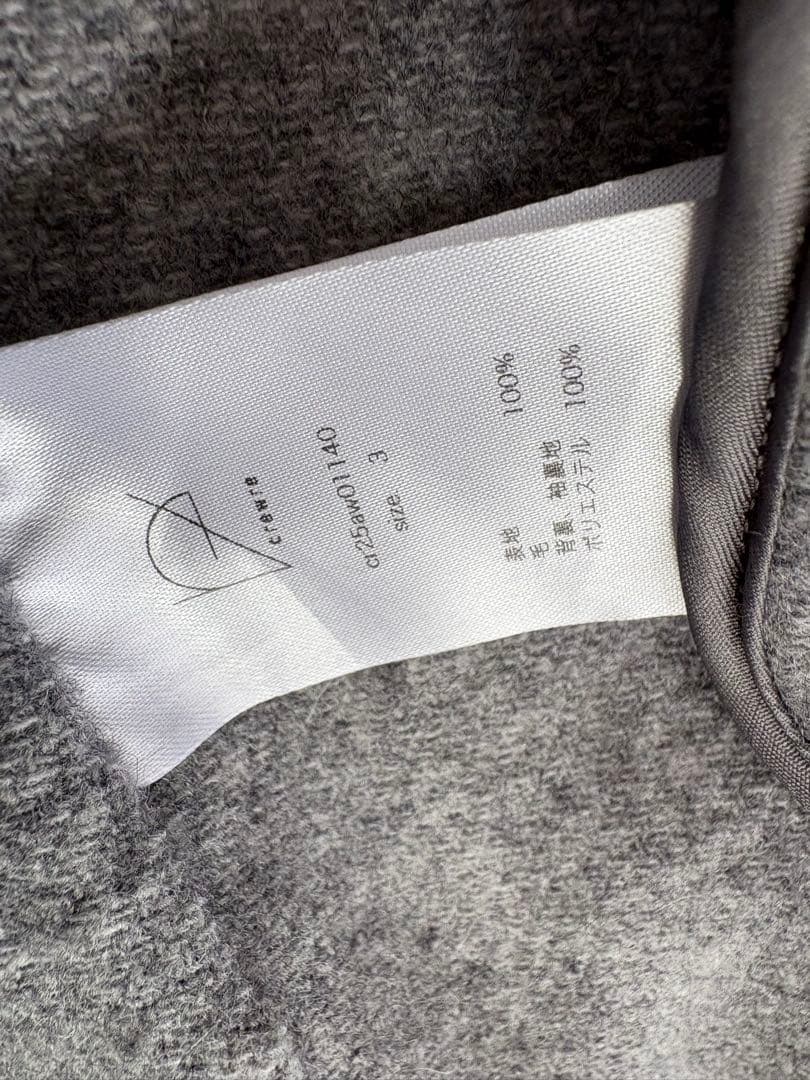 crewre
cr25aw01140
size 3
表地
毛 100%
背裏、袖裏地
ポリエステル 100%